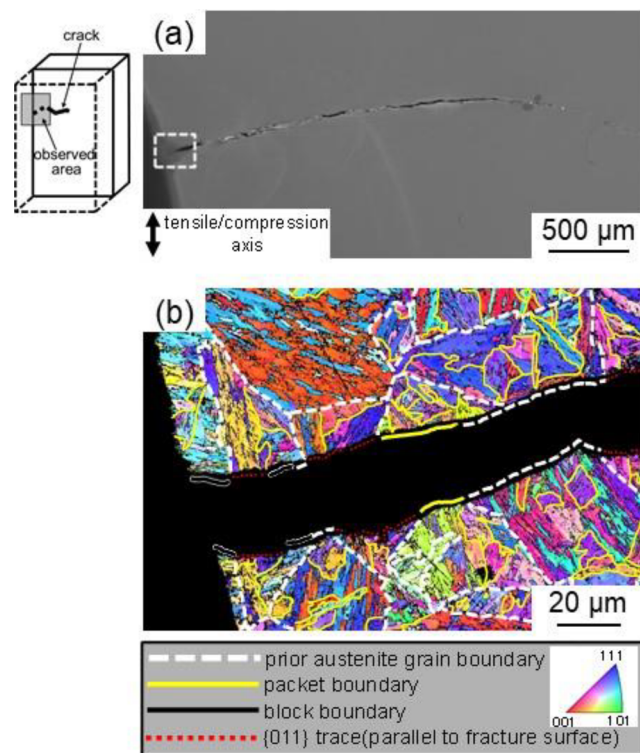 (a)
crack
observed
area
tensile/compression
axis
500 μm
(b)
20 μm
prior austenite grain boundary
packet boundary
block boundary
{011} trace(parallel to fracture surface)
111
001
101